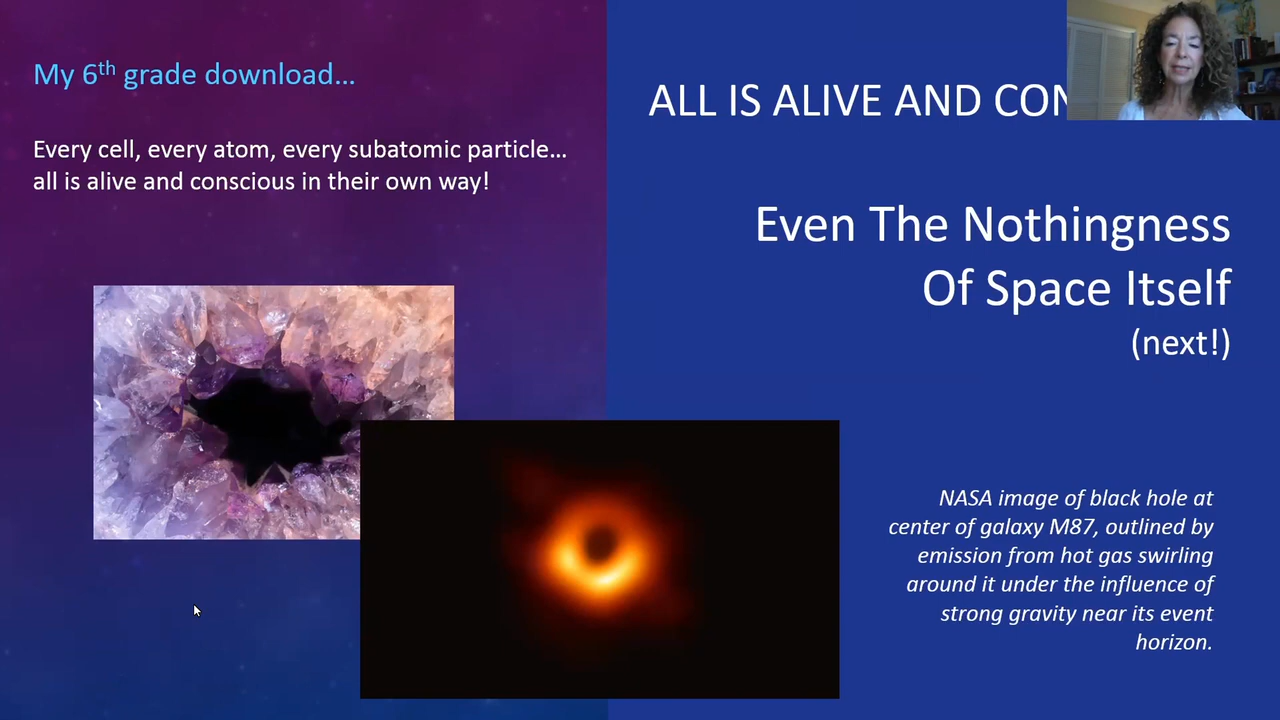 My 6th grade download...
Every cell, every atom, every subatomic particle...
all is alive and conscious in their own way!
ALL IS ALIVE AND CON
Even The Nothingness
Of Space Itself
(next!)
NASA image of black hole at
center of galaxy M87, outlined by
emission from hot gas swirling
around it under the influence of
strong gravity near its event
horizon.